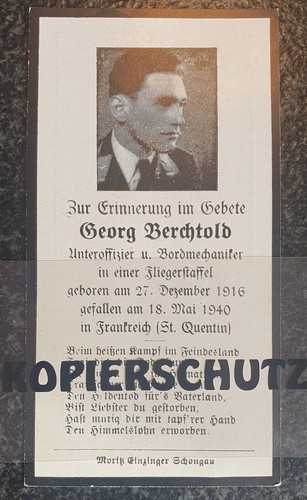 Zur Erinnerung im Gebete
Georg Berchtold
Unteroffizier u. Bordmechaniker
in einer Fliegerstaffel
geboren am 27. Dezember 1916
gefallen am 18. Mai 1940
in Frankreich (St. Quentin)
Beim heißen Kampf im Feindesland
KOPIERSCHUTZ
Den Heldentod für's Vaterland,
Bist Liebster du gestorben,
Hast mutig dir mit tapf'rer Hand
Den Himmelslohn erworben.
Moritz Einzinger Schongau